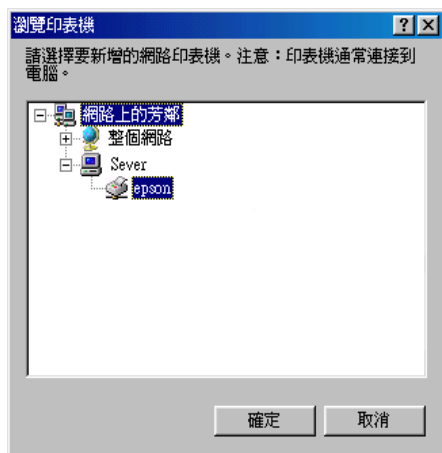 瀏覽印表機
請選擇要新增的網路印表機。注意：印表機通常連接到
電腦。
網路上的芳鄰
整個網路
Sever
epson
確定
取消